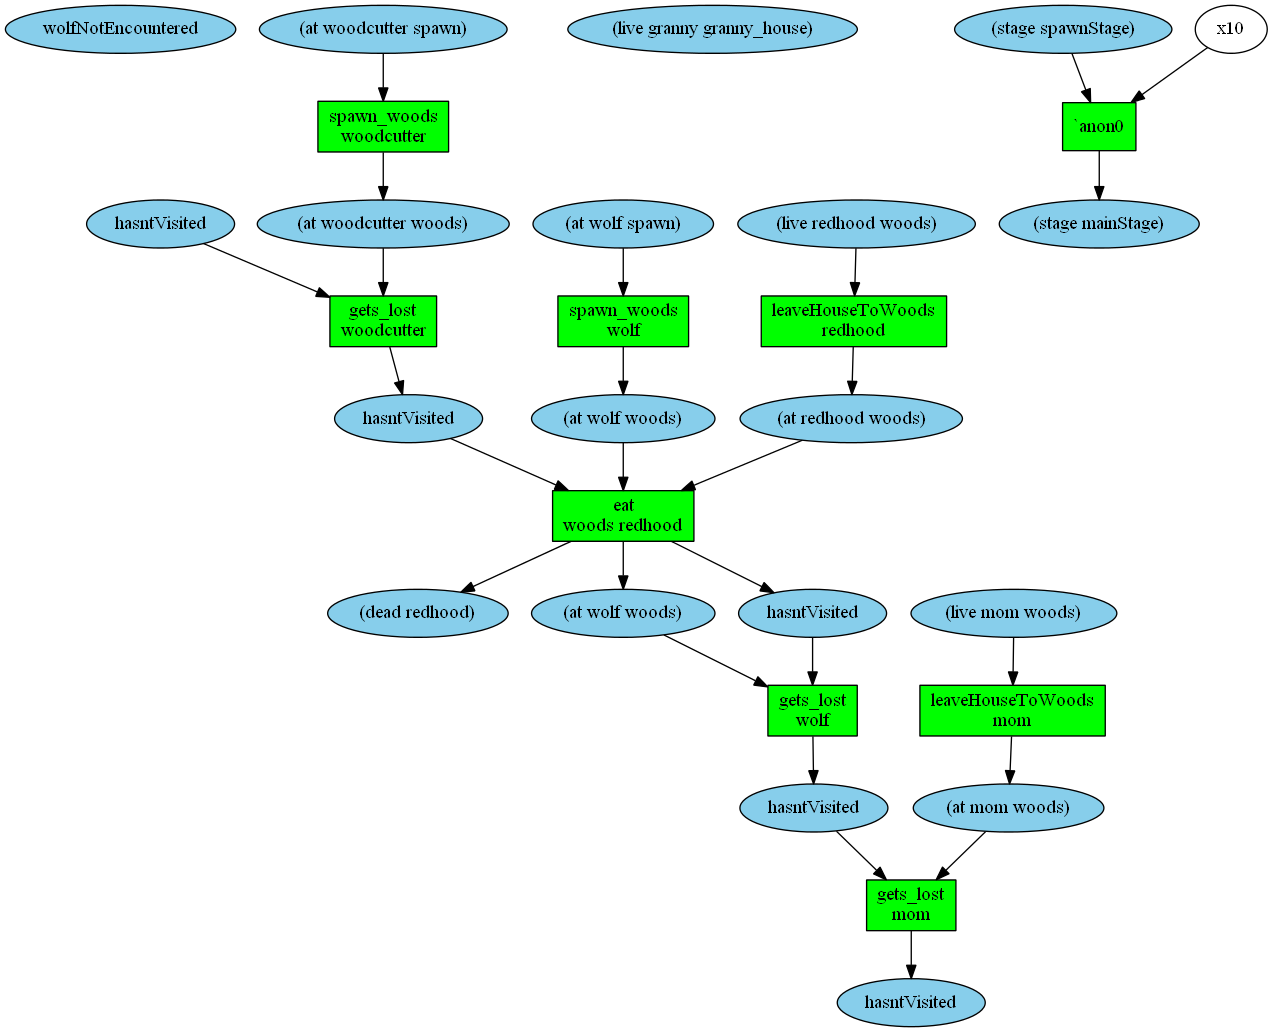 wolfNotEncountered
(at woodcutter spawn)
(live granny granny_house)
(stage spawnStage)
x10
spawn_woods
woodcutter
`anon0
hasntVisited
(at woodcutter woods)
(at wolf spawn)
(live redhood woods)
(stage mainStage)
gets_lost
woodcutter
spawn_woods
wolf
leaveHouseToWoods
redhood
hasntVisited
(at wolf woods)
(at redhood woods)
eat
woods redhood
(dead redhood)
(at wolf woods)
hasntVisited
(live mom woods)
gets_lost
wolf
leaveHouseToWoods
mom
hasntVisited
(at mom woods)
gets_lost
mom
hasntVisited